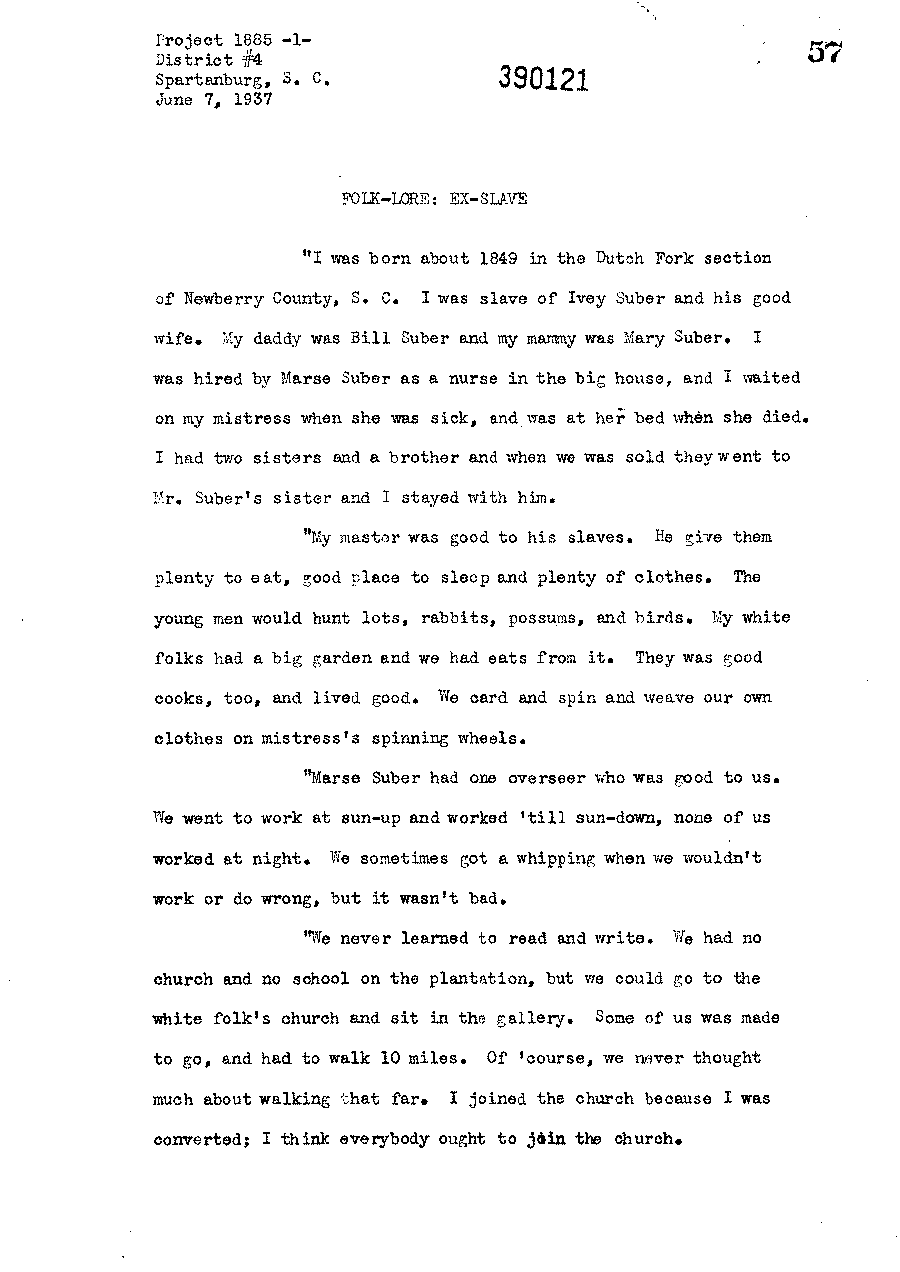 Project 1885 -1-
District #4
Spartanburg, S. C.
June 7, 1937
57
390121
FOLK-LORE: EX-SLAVE
"I was born about 1849 in the Dutch Fork section
of Newberry County, S. C. I was slave of Ivey Suber and his good
wife. My daddy was Bill Suber and my mammy was Mary Suber. I
was hired by Marse Suber as a nurse in the big house, and I waited
on my mistress when she was sick, and was at her bed when she died.
I had two sisters and a brother and when we was sold they went to
Mr. Suber's sister and I stayed with him.
"My master was good to his slaves. He give them
plenty to eat, good place to sleep and plenty of clothes. The
young men would hunt lots, rabbits, possums, and birds. My white
folks had a big garden and we had eats from it. They was good
cooks, too, and lived good. We card and spin and weave our own
clothes on mistress's spinning wheels.
"Marse Suber had one overseer who was good to us.
We went to work at sun-up and worked 'till sun-down, none of us
worked at night. We sometimes got a whipping when we wouldn't
work or do wrong, but it wasn't bad.
"We never learned to read and write. We had no
church and no school on the plantation, but we could go to the
white folk's church and sit in the gallery. Some of us was made
to go, and had to walk 10 miles. Of 'course, we never thought
much about walking that far. I joined the church because I was
converted; I think everybody ought to join the church.